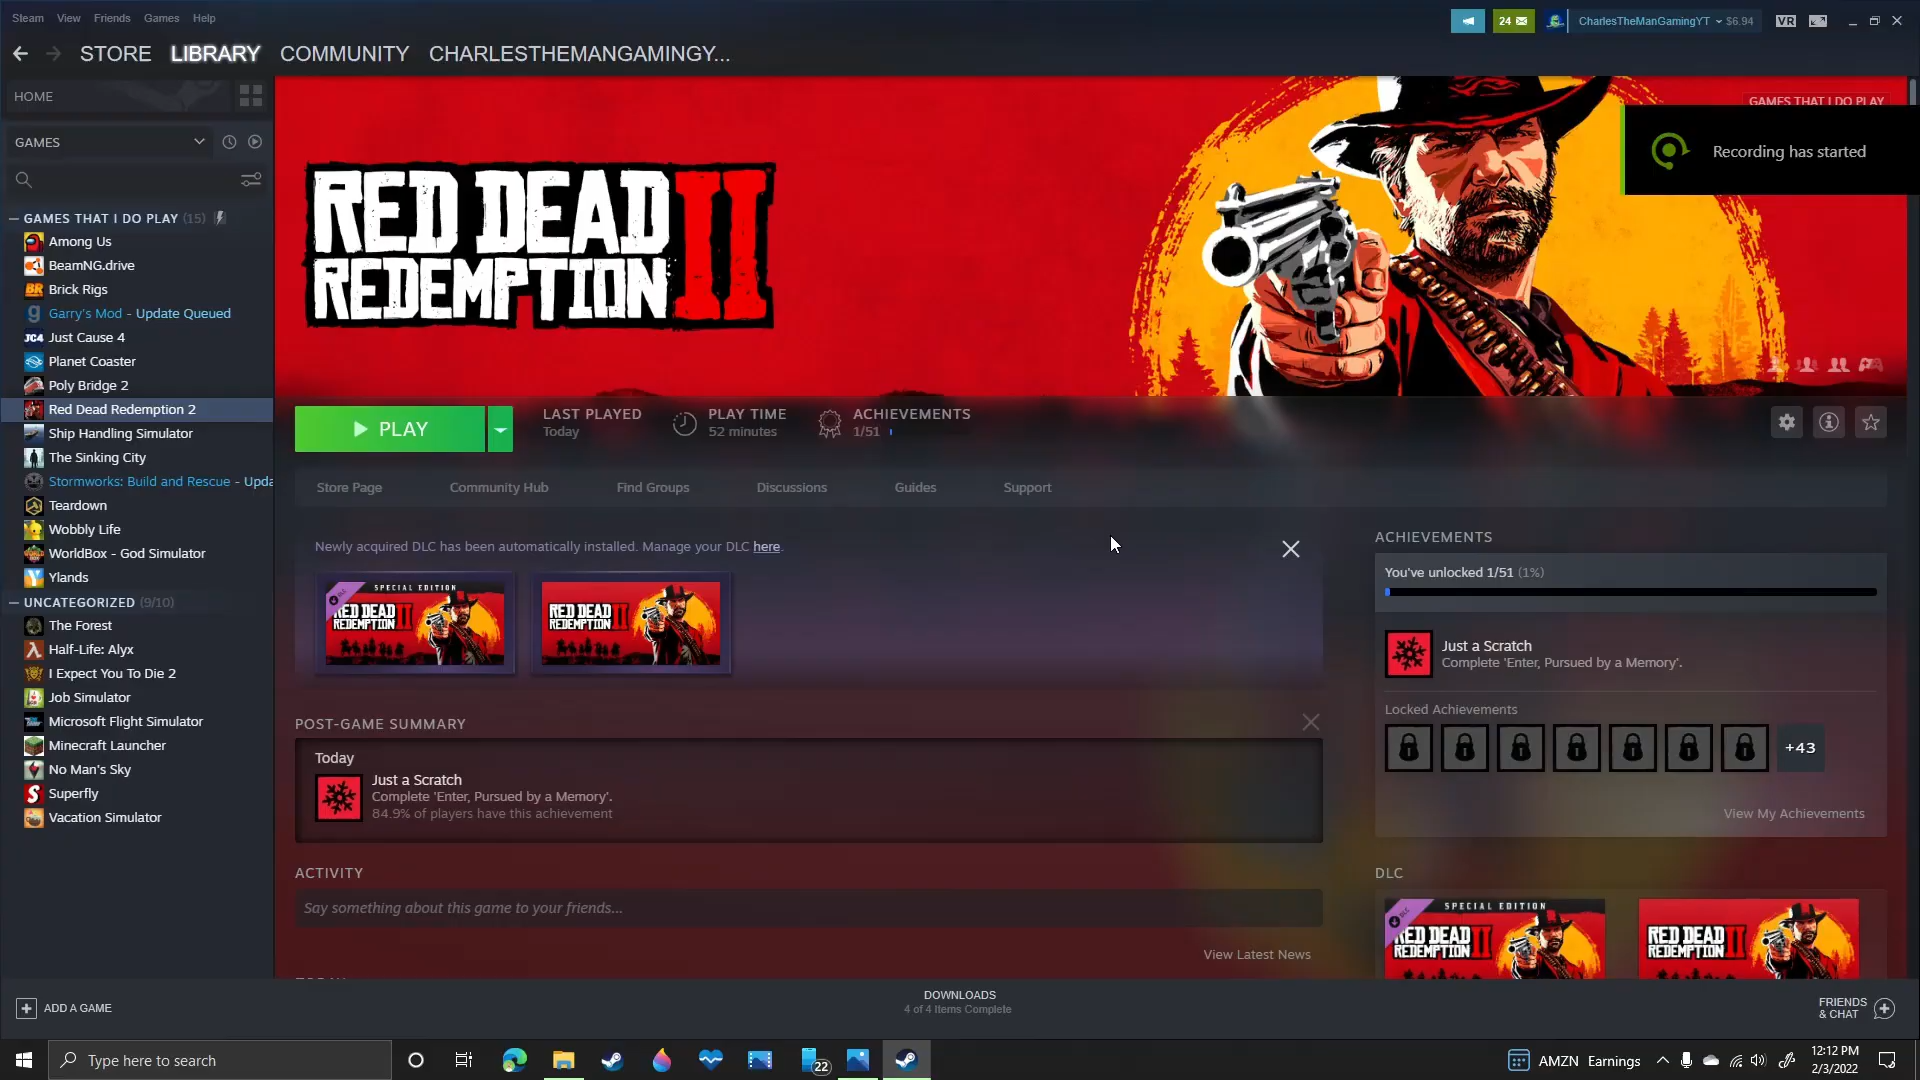 Steam View Friends Games Help
24 CharlesTheManGamingYT $6.94 VR
STORE LIBRARY COMMUNITY CHARLESTHEMANGAMINGY...
HOME
GAMES
GAMES THAT I DO PLAY (15)
Among Us
BeamNG.drive
BR Brick Rigs
Garry's Mod - Update Queued
JC4 Just Cause 4
Planet Coaster
Poly Bridge 2
Red Dead Redemption 2
Ship Handling Simulator
The Sinking City
Stormworks: Build and Rescue - Upda
Teardown
Wobbly Life
WorldBox - God Simulator
Ylands
UNCATEGORIZED (9/10)
The Forest
Half-Life: Alyx
I Expect You To Die 2
Job Simulator
Microsoft Flight Simulator
Minecraft Launcher
No Man's Sky
Superfly
Vacation Simulator
RED DEAD
REDEMPTION II
GAMES THAT I DO PLAY
Recording has started
PLAY
LAST PLAYED
Today
PLAY TIME
52 minutes
ACHIEVEMENTS
1/51
Store Page Community Hub Find Groups Discussions Guides Support
Newly acquired DLC has been automatically installed. Manage your DLC here.
DLC
SPECIAL EDITION
RED DEAD
REDEMPTION II
RED DEAD
REDEMPTION II
POST-GAME SUMMARY
Today
Just a Scratch
Complete 'Enter, Pursued by a Memory'.
84.9% of players have this achievement
ACTIVITY
Say something about this game to your friends...
View Latest News
TODAY
ACHIEVEMENTS
You've unlocked 1/51 (1%)
Just a Scratch
Complete 'Enter, Pursued by a Memory'.
Locked Achievements
+43
View My Achievements
DLC
DLC
SPECIAL EDITION
RED DEAD
REDEMPTION II
RED DEAD
REDEMPTION II
ADD A GAME
DOWNLOADS
4 of 4 Items Complete
FRIENDS
& CHAT
Type here to search
22
AMZN Earnings
12:12 PM
2/3/2022